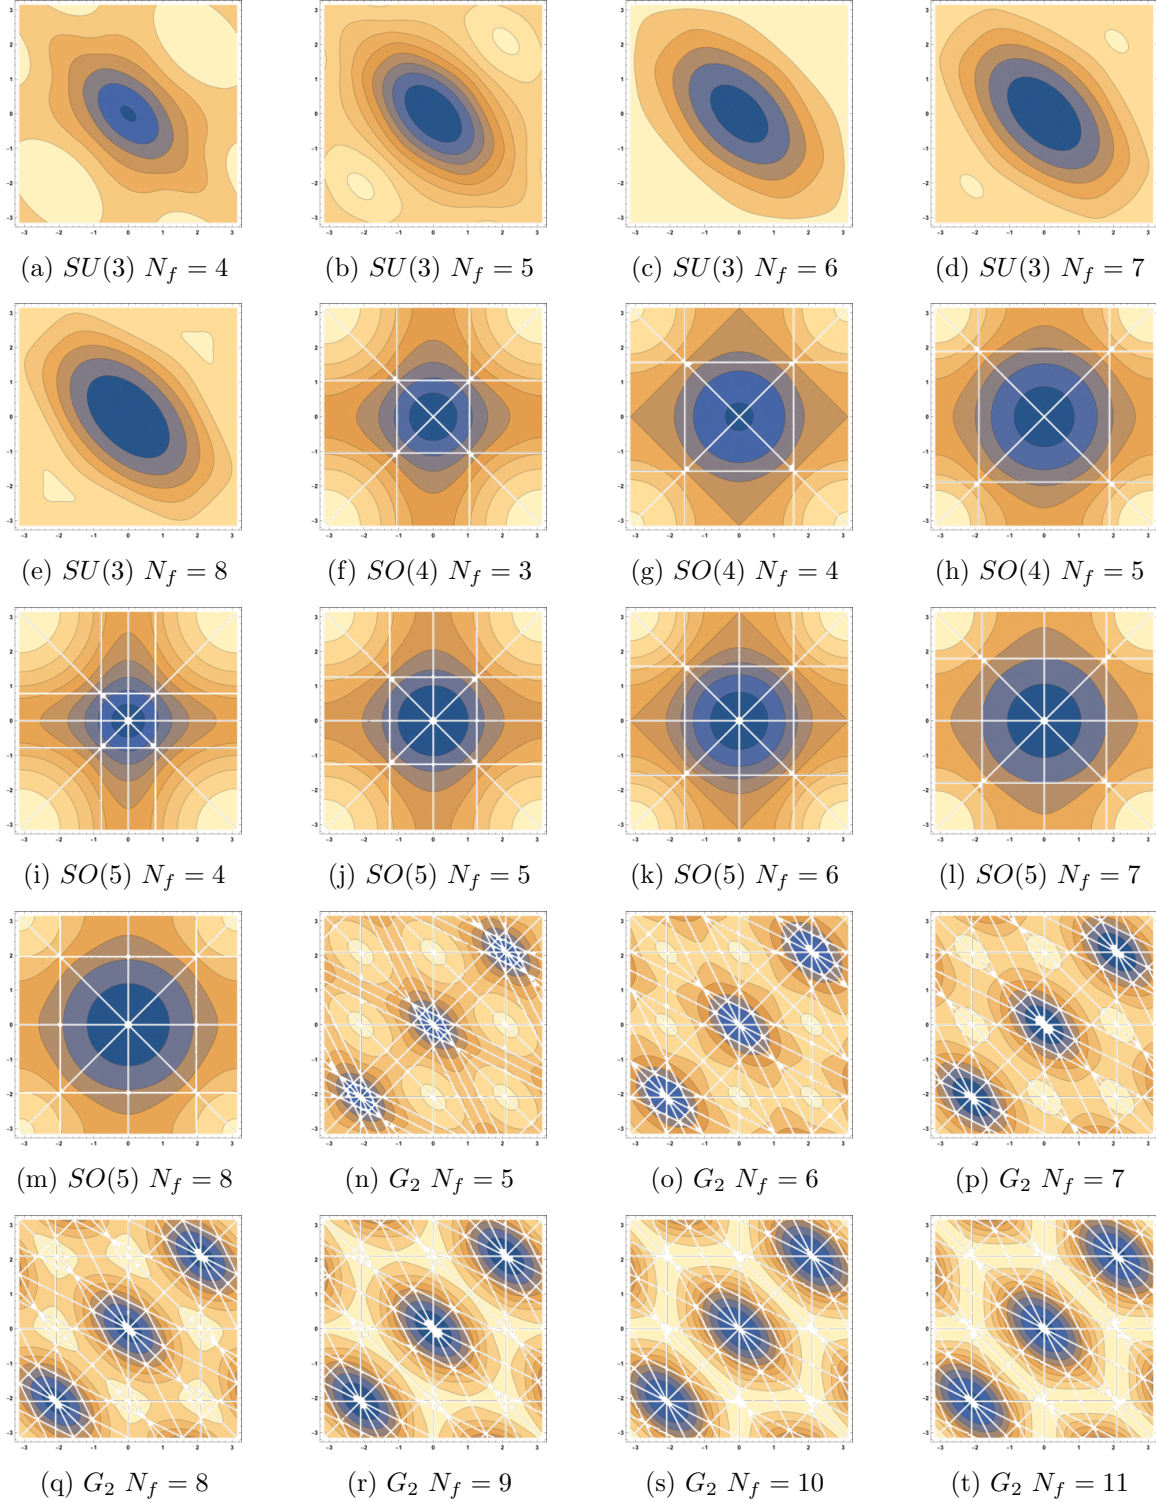 (a) SU(3) N_f = 4
(b) SU(3) N_f = 5
(c) SU(3) N_f = 6
(d) SU(3) N_f = 7
(e) SU(3) N_f = 8
(f) SO(4) N_f = 3
(g) SO(4) N_f = 4
(h) SO(4) N_f = 5
(i) SO(5) N_f = 4
(j) SO(5) N_f = 5
(k) SO(5) N_f = 6
(l) SO(5) N_f = 7
(m) SO(5) N_f = 8
(n) G_2 N_f = 5
(o) G_2 N_f = 6
(p) G_2 N_f = 7
(q) G_2 N_f = 8
(r) G_2 N_f = 9
(s) G_2 N_f = 10
(t) G_2 N_f = 11